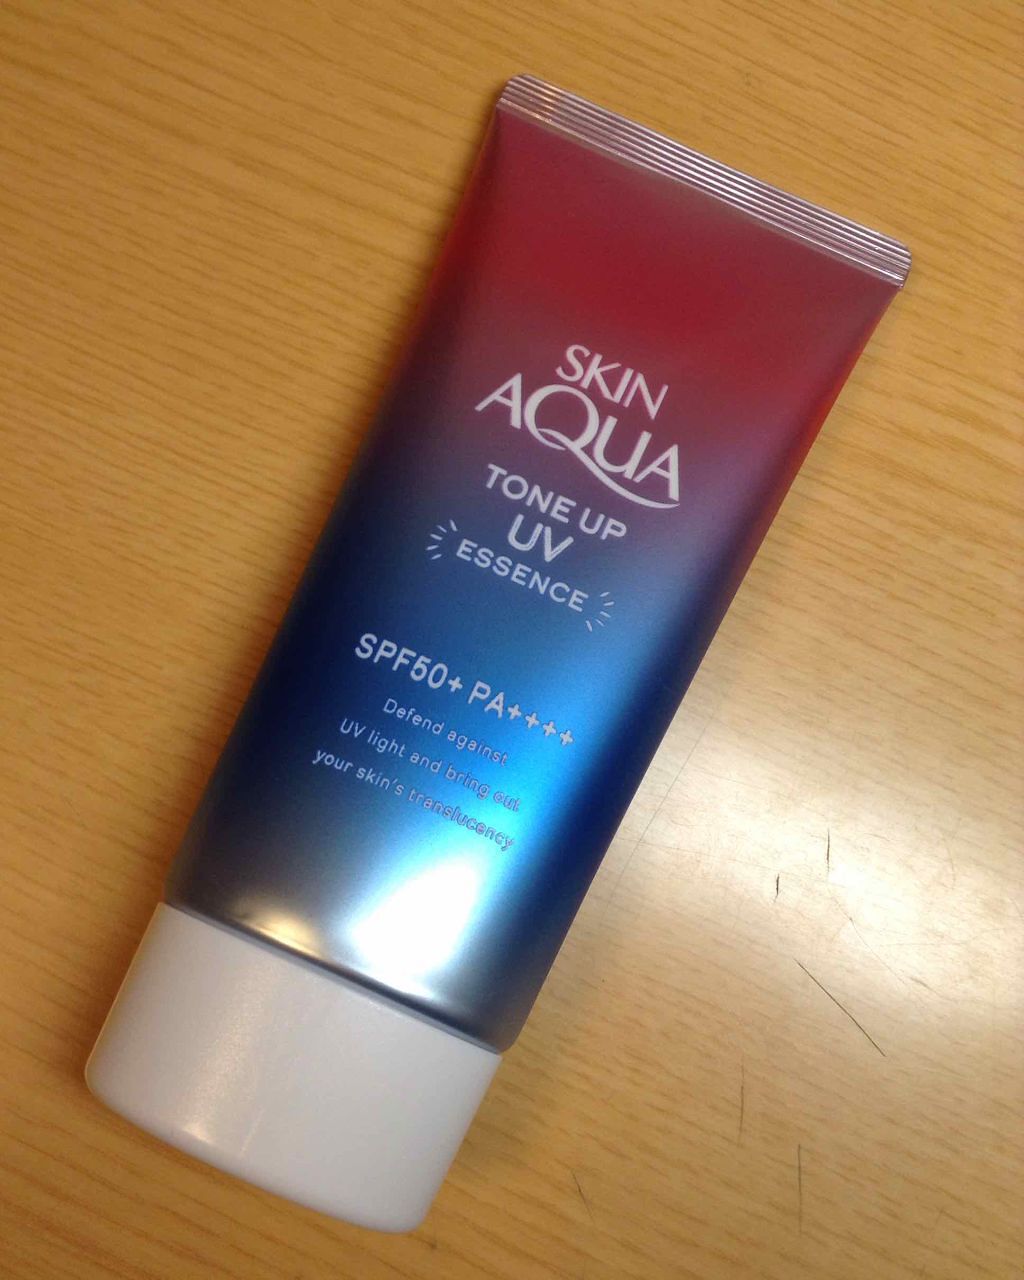 SKIN
AQUA
TONE UP
UV
ESSENCE
SPF50+ PA++++
Defend against
UV light and bring out
your skin's translucency